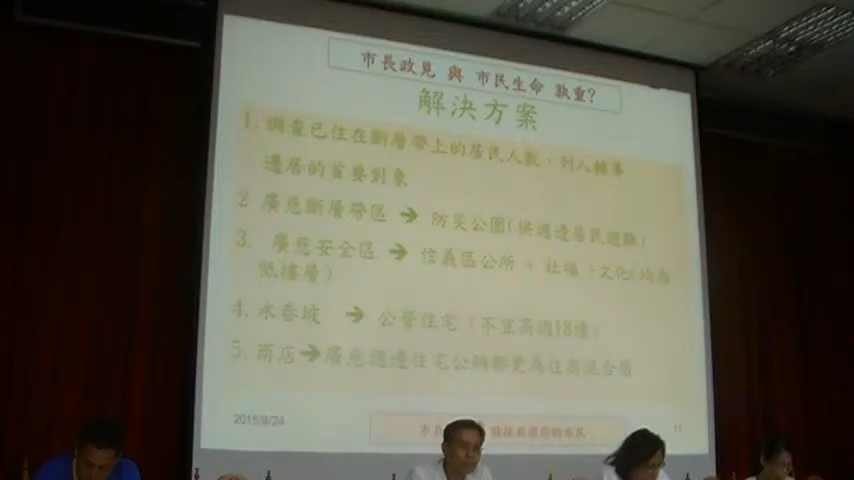 市長政見 與 市民生命 孰重?
解決方案
1. 調查已住在斷層帶上的居民人數，列入輔導
遷居的首要對象
2 廣慈斷層帶區 → 防災公園(供週邊居民避難)
3. 廣慈安全區 → 信義區公所 + 社福 +文化(均為
低樓層)
4. 永春坡 → 公營住宅 (不宜高過18樓)
5. 兩店→廣慈週邊住宅公辦都更為住商混合區
2015/9/24
市長
的市民
11